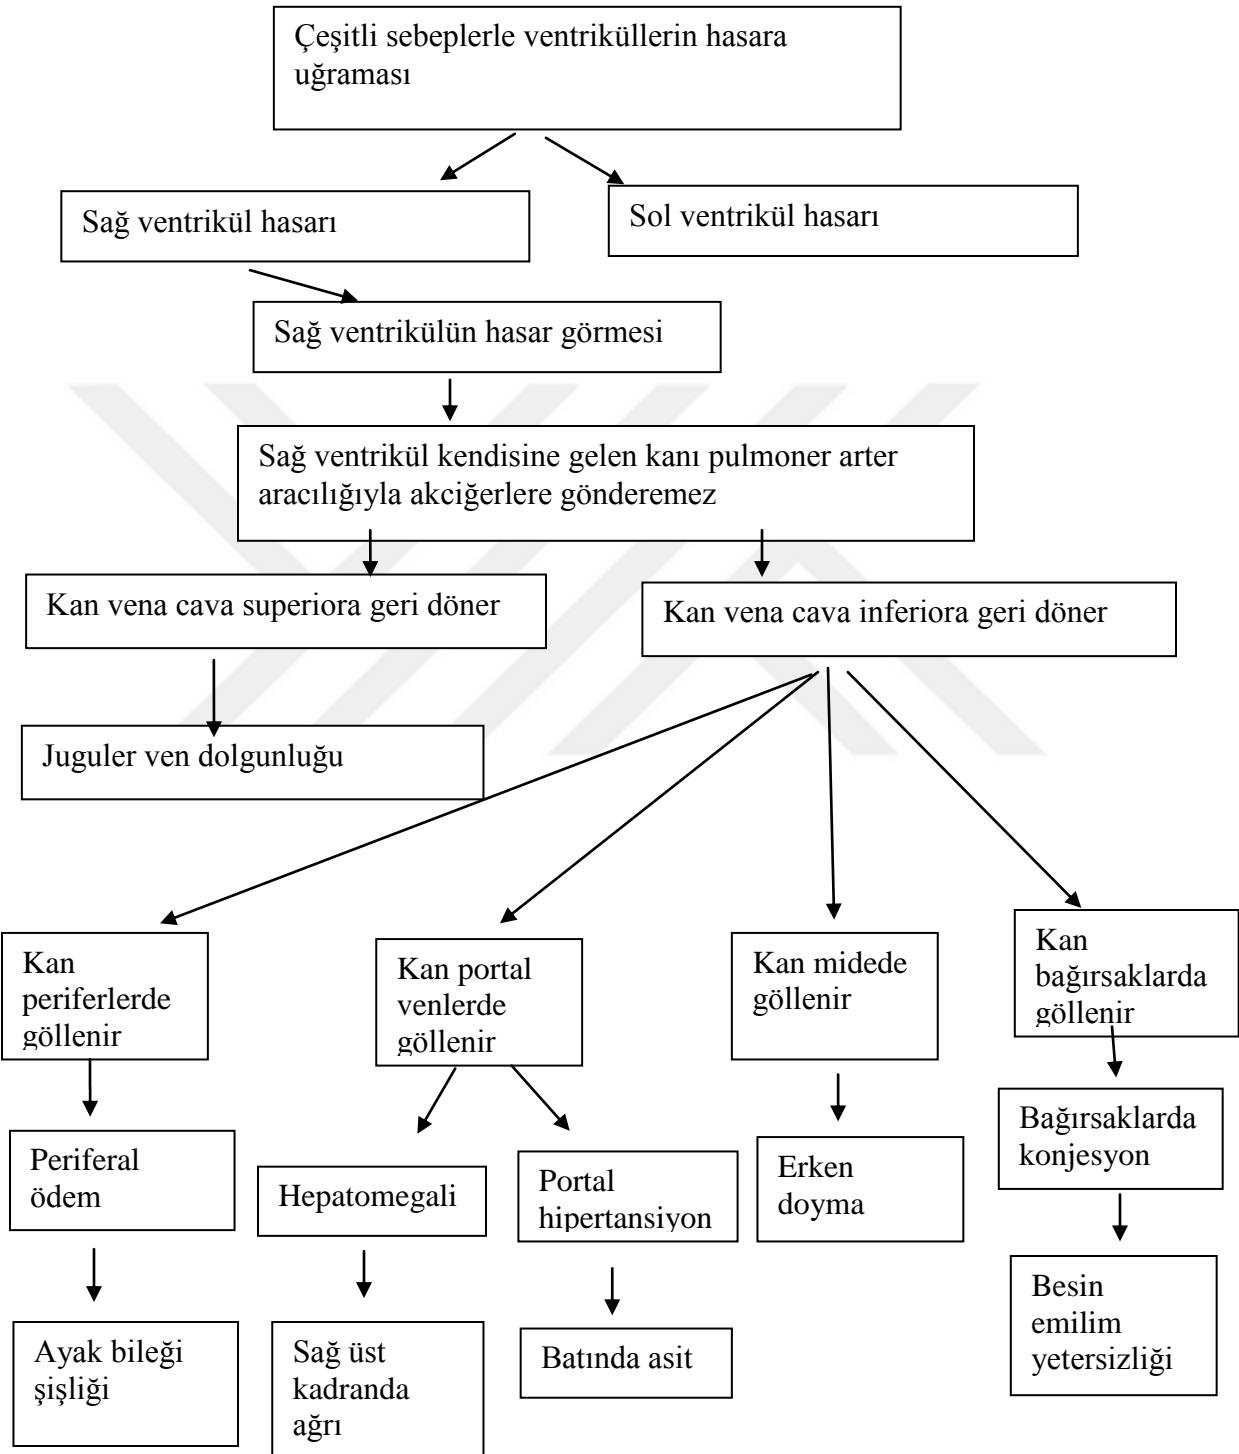 Çeşitli sebeplerle ventriküllerin hasara
uğraması
Sağ ventrikül hasarı
Sol ventrikül hasarı
Sağ ventrikülün hasar görmesi
Sağ ventrikül kendisine gelen kanı pulmoner arter
aracılığıyla akciğerlere gönderemez
Kan vena cava superiora geri döner
Kan vena cava inferiora geri döner
Juguler ven dolgunluğu
Kan
periferlerde
göllenir
Kan portal
venlerde
göllenir
Kan midede
göllenir
Kan
bağırsaklarda
göllenir
Periferal
ödem
Hepatomegali
Portal
hipertansiyon
Erken
doyma
Bağırsaklarda
konjesyon
Ayak bileği
şişliği
Sağ üst
kadranda
ağrı
Batında asit
Besin
emilim
yetersizliği